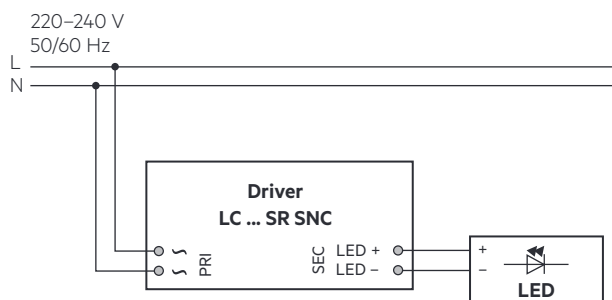 220–240 V
50/60 Hz
L
N
Driver
LC ... SR SNC
~ PRI SEC LED +
~ LED –
+
–
LED